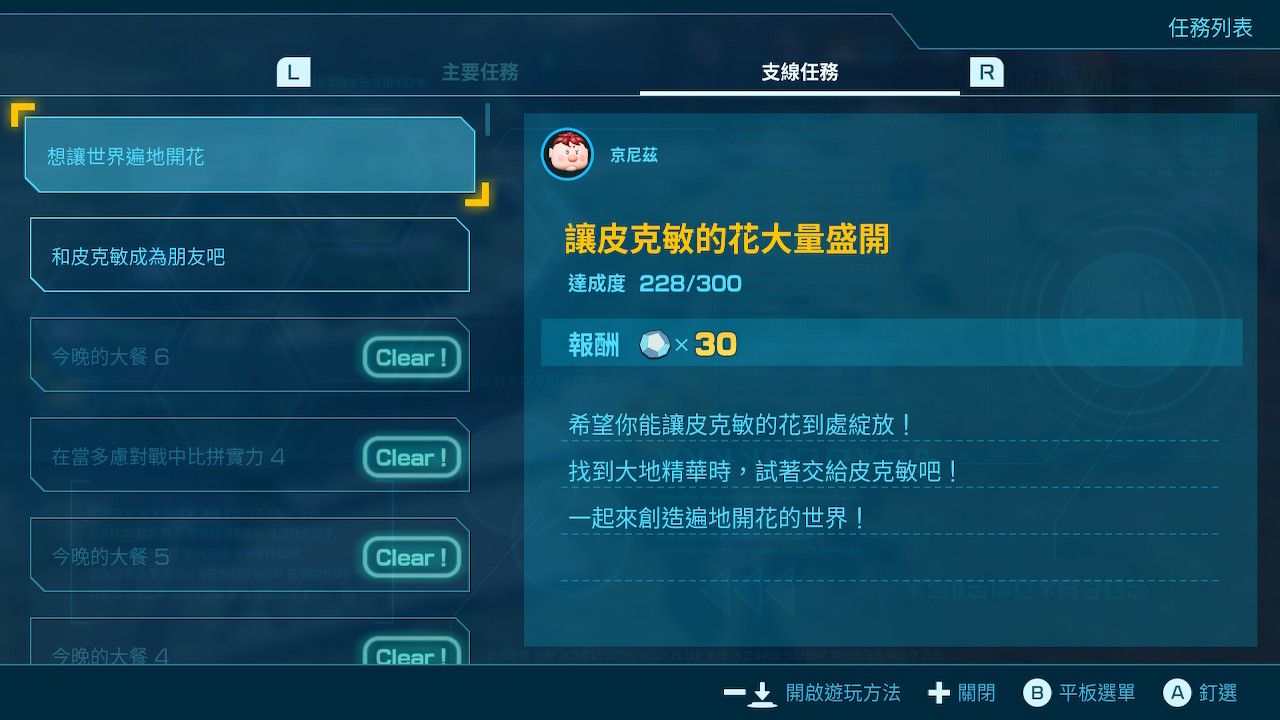 任務列表
L
主要任務
支線任務
R
想讓世界遍地開花
和皮克敏成為朋友吧
今晚的大餐 6
Clear !
在當多慮對戰中比拼實力 4
Clear !
今晚的大餐 5
Clear !
今晚的大餐 4
Clear !
京尼茲
讓皮克敏的花大量盛開
達成度 228/300
報酬 × 30
希望你能讓皮克敏的花到處綻放！
找到大地精華時，試著交給皮克敏吧！
一起來創造遍地開花的世界！
開啟遊玩方法
關閉
B 平板選單
A 釘選